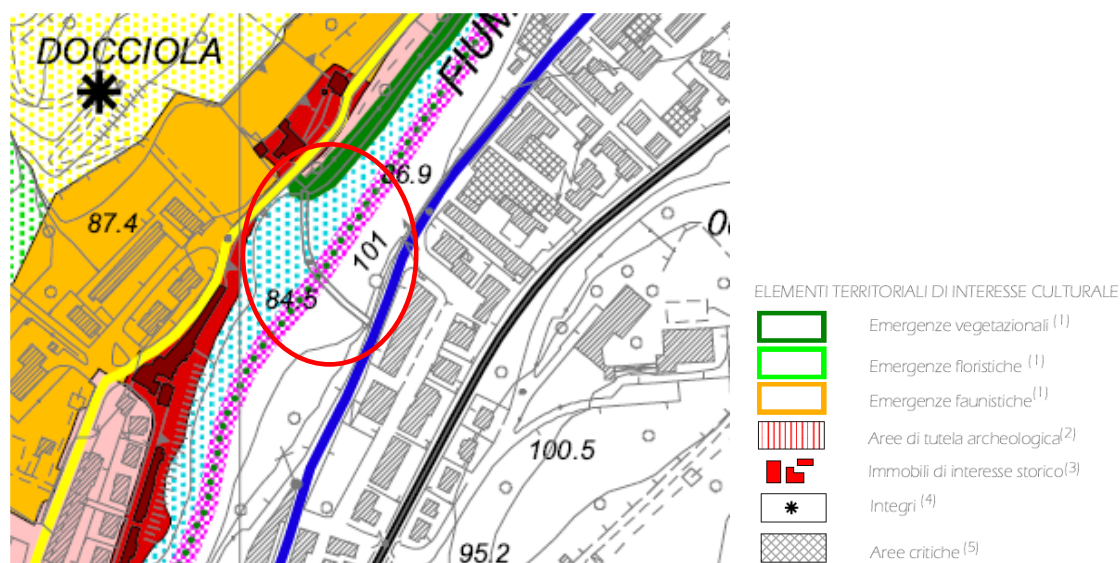 DOCCIOLA
FIUM
86.9
87.4
101
84.5
00
100.5
95.2
ELEMENTI TERRITORIALI DI INTERESSE CULTURALE
Emergenze vegetazionali (1)
Emergenze floristiche (1)
Emergenze faunistiche(1)
Aree di tutela archeologica(2)
Immobili di interesse storico(3)
Integri (4)
Aree critiche (5)